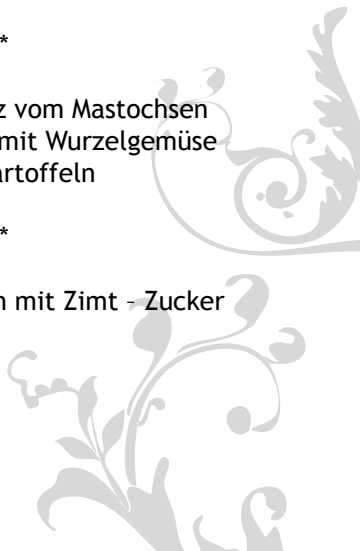 *
z vom Mastochsen
mit Wurzelgemüse
artoffeln
*
n mit Zimt – Zucker